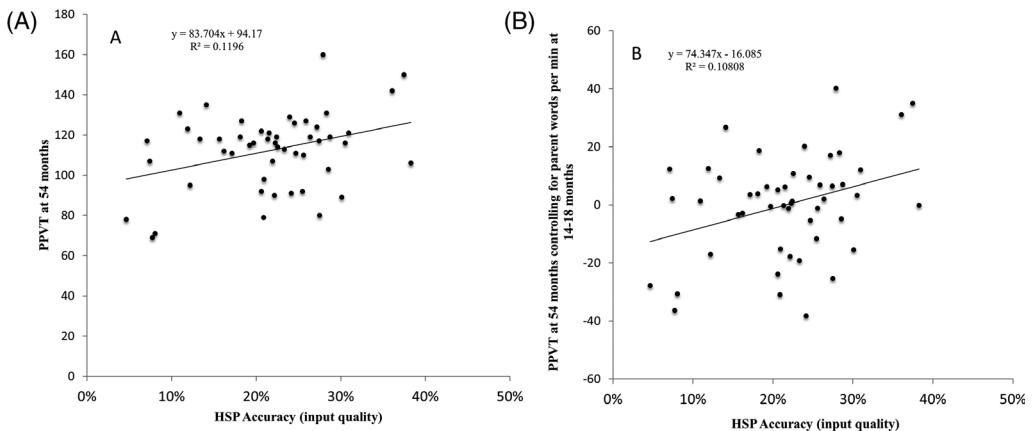 (A)
A
y = 83.704x + 94.17
R² = 0.1196
PPVT at 54 months
180
160
140
120
100
80
60
40
20
0
0%
10%
20%
30%
40%
50%
HSP Accuracy (input quality)
(B)
B
y = 74.347x - 16.085
R² = 0.10808
PPVT at 54 months controlling for parent words per min at
14-18 months
60
40
20
0
-20
-40
-60
0%
10%
20%
30%
40%
50%
HSP Accuracy (input quality)